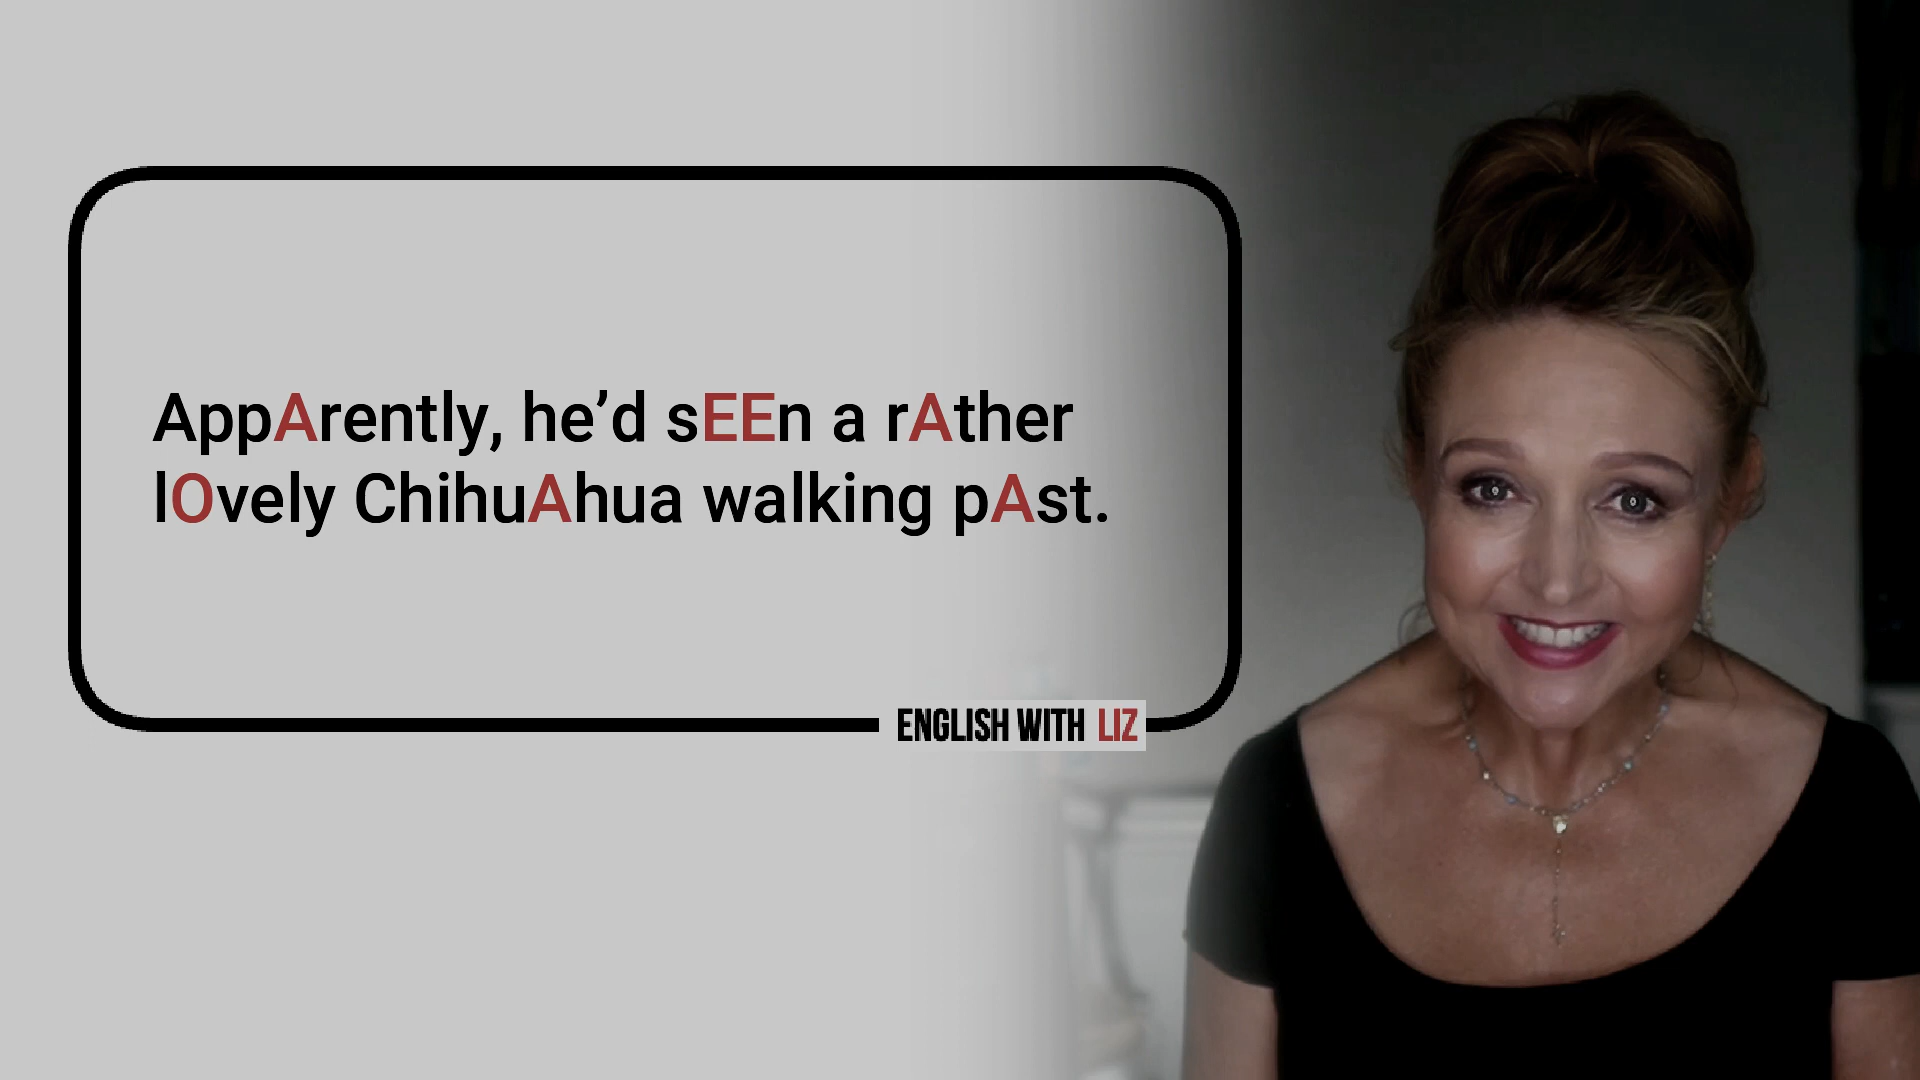 AppArently, he’d sEEn a rAther
lOvely ChihuAhua walking pAst.
ENGLISH WITH LIZ